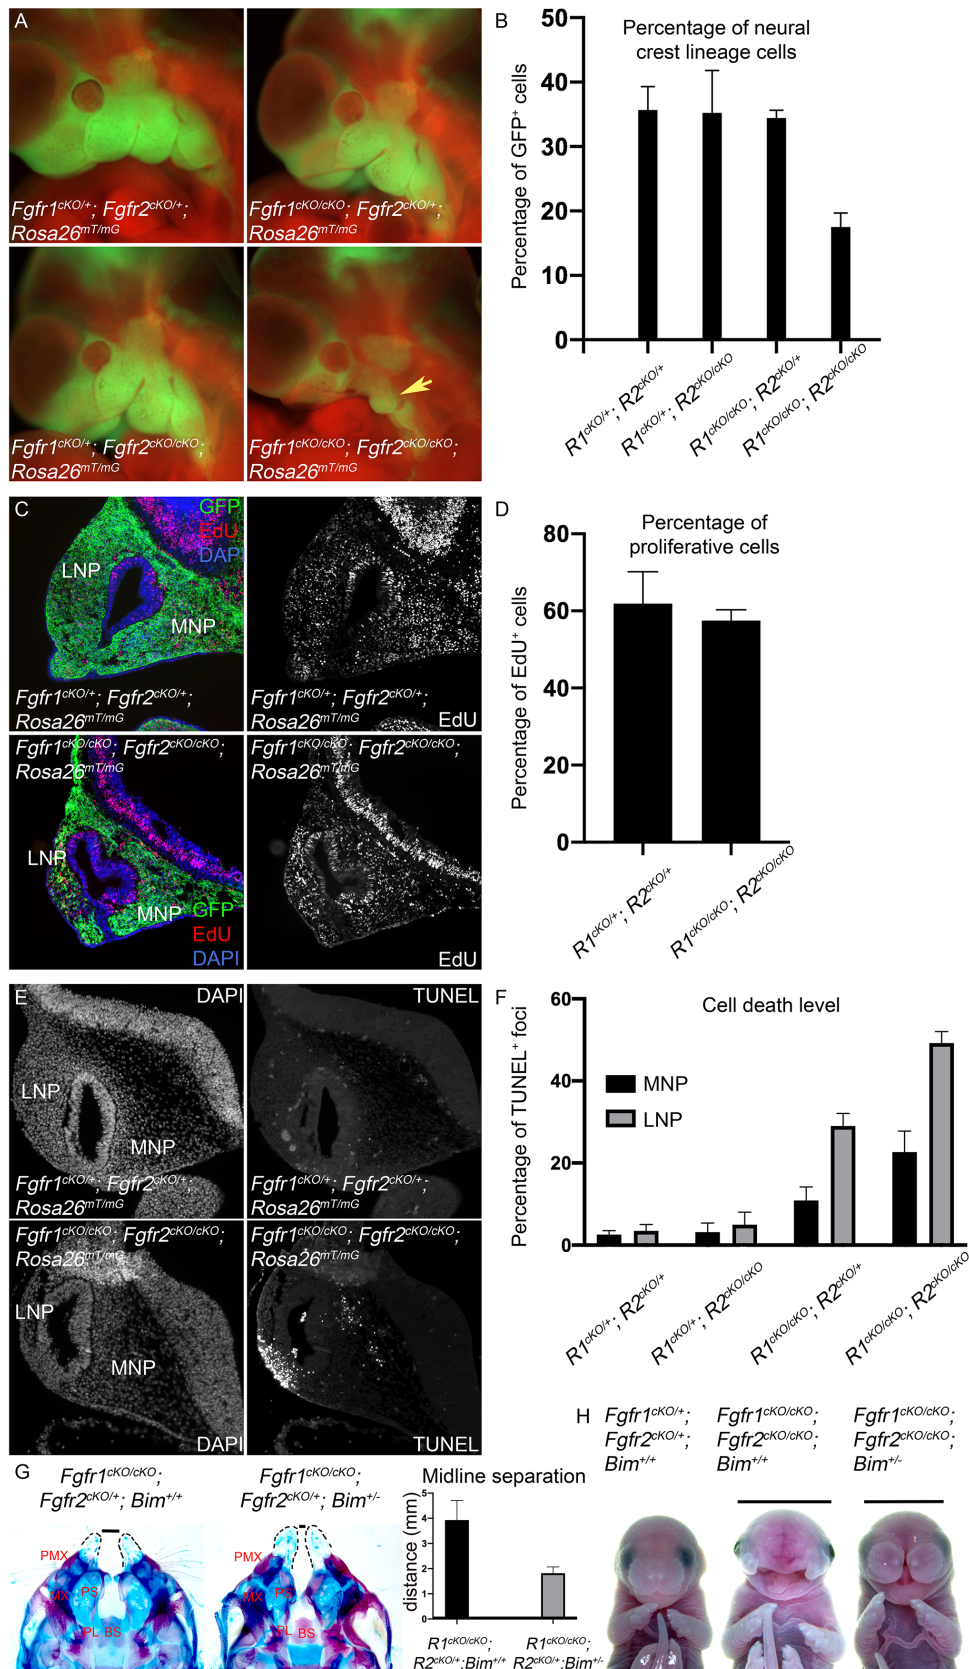 A
Fgfr1cKO/+; Fgfr2cKO/+;
Rosa26mT/mG
Fgfr1cKO/cKO; Fgfr2cKO/+;
Rosa26mT/mG
Fgfr1cKO/+; Fgfr2cKO/cKO;
Rosa26mT/mG
Fgfr1cKO/cKO; Fgfr2cKO/cKO;
Rosa26mT/mG
B
Percentage of neural
crest lineage cells
Percentage of GFP+ cells
50
40
30
20
10
0
R1cKO/+; R2cKO/+
R1cKO/+; R2cKO/cKO
R1cKO/cKO; R2cKO/+
R1cKO/cKO; R2cKO/cKO
C
GFP
EdU
DAPI
LNP
MNP
Fgfr1cKO/+; Fgfr2cKO/+;
Rosa26mT/mG
Fgfr1cKO/+; Fgfr2cKO/+;
Rosa26mT/mG
EdU
Fgfr1cKO/cKO; Fgfr2cKO/cKO;
Rosa26mT/mG
LNP
MNP
GFP
EdU
DAPI
Fgfr1cKO/cKO; Fgfr2cKO/cKO;
Rosa26mT/mG
EdU
D
Percentage of
proliferative cells
Percentage of EdU+ cells
80
60
40
20
0
R1cKO/+; R2cKO/+
R1cKO/cKO; R2cKO/cKO
E
DAPI
LNP
MNP
Fgfr1cKO/+; Fgfr2cKO/+;
Rosa26mT/mG
TUNEL
Fgfr1cKO/+; Fgfr2cKO/+;
Rosa26mT/mG
Fgfr1cKO/cKO; Fgfr2cKO/cKO;
Rosa26mT/mG
LNP
MNP
DAPI
Fgfr1cKO/cKO; Fgfr2cKO/cKO;
Rosa26mT/mG
TUNEL
F
Cell death level
Percentage of TUNEL+ foci
60
40
20
0
MNP
LNP
R1cKO/+; R2cKO/+
R1cKO/+; R2cKO/cKO
R1cKO/cKO; R2cKO/+
R1cKO/cKO; R2cKO/cKO
G
Fgfr1cKO/cKO;
Fgfr2cKO/+; Bim+/+
PMX
MX
PS
PL
BS
Fgfr1cKO/cKO;
Fgfr2cKO/+; Bim+/-
PMX
MX
PS
PL
BS
Midline separation
distance (mm)
5
4
3
2
1
0
R1cKO/cKO;
R2cKO/+;Bim+/+
R1cKO/cKO;
R2cKO/+;Bim+/-
H
Fgfr1cKO/+;
Fgfr2cKO/+;
Bim+/+
Fgfr1cKO/cKO;
Fgfr2cKO/cKO;
Bim+/+
Fgfr1cKO/cKO;
Fgfr2cKO/cKO;
Bim+/-